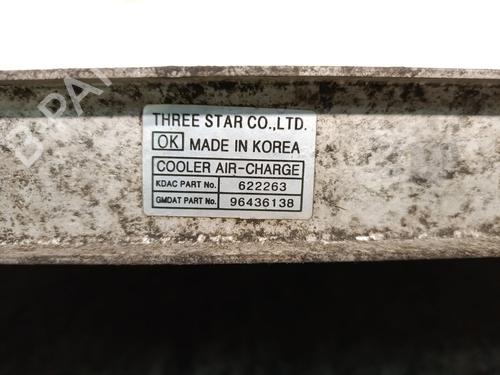 B-PARTS
THREE STAR CO.,LTD.
OK MADE IN KOREA
COOLER AIR-CHARGE
KDAC PART No. 622263
GMDAT PART No. 96436138